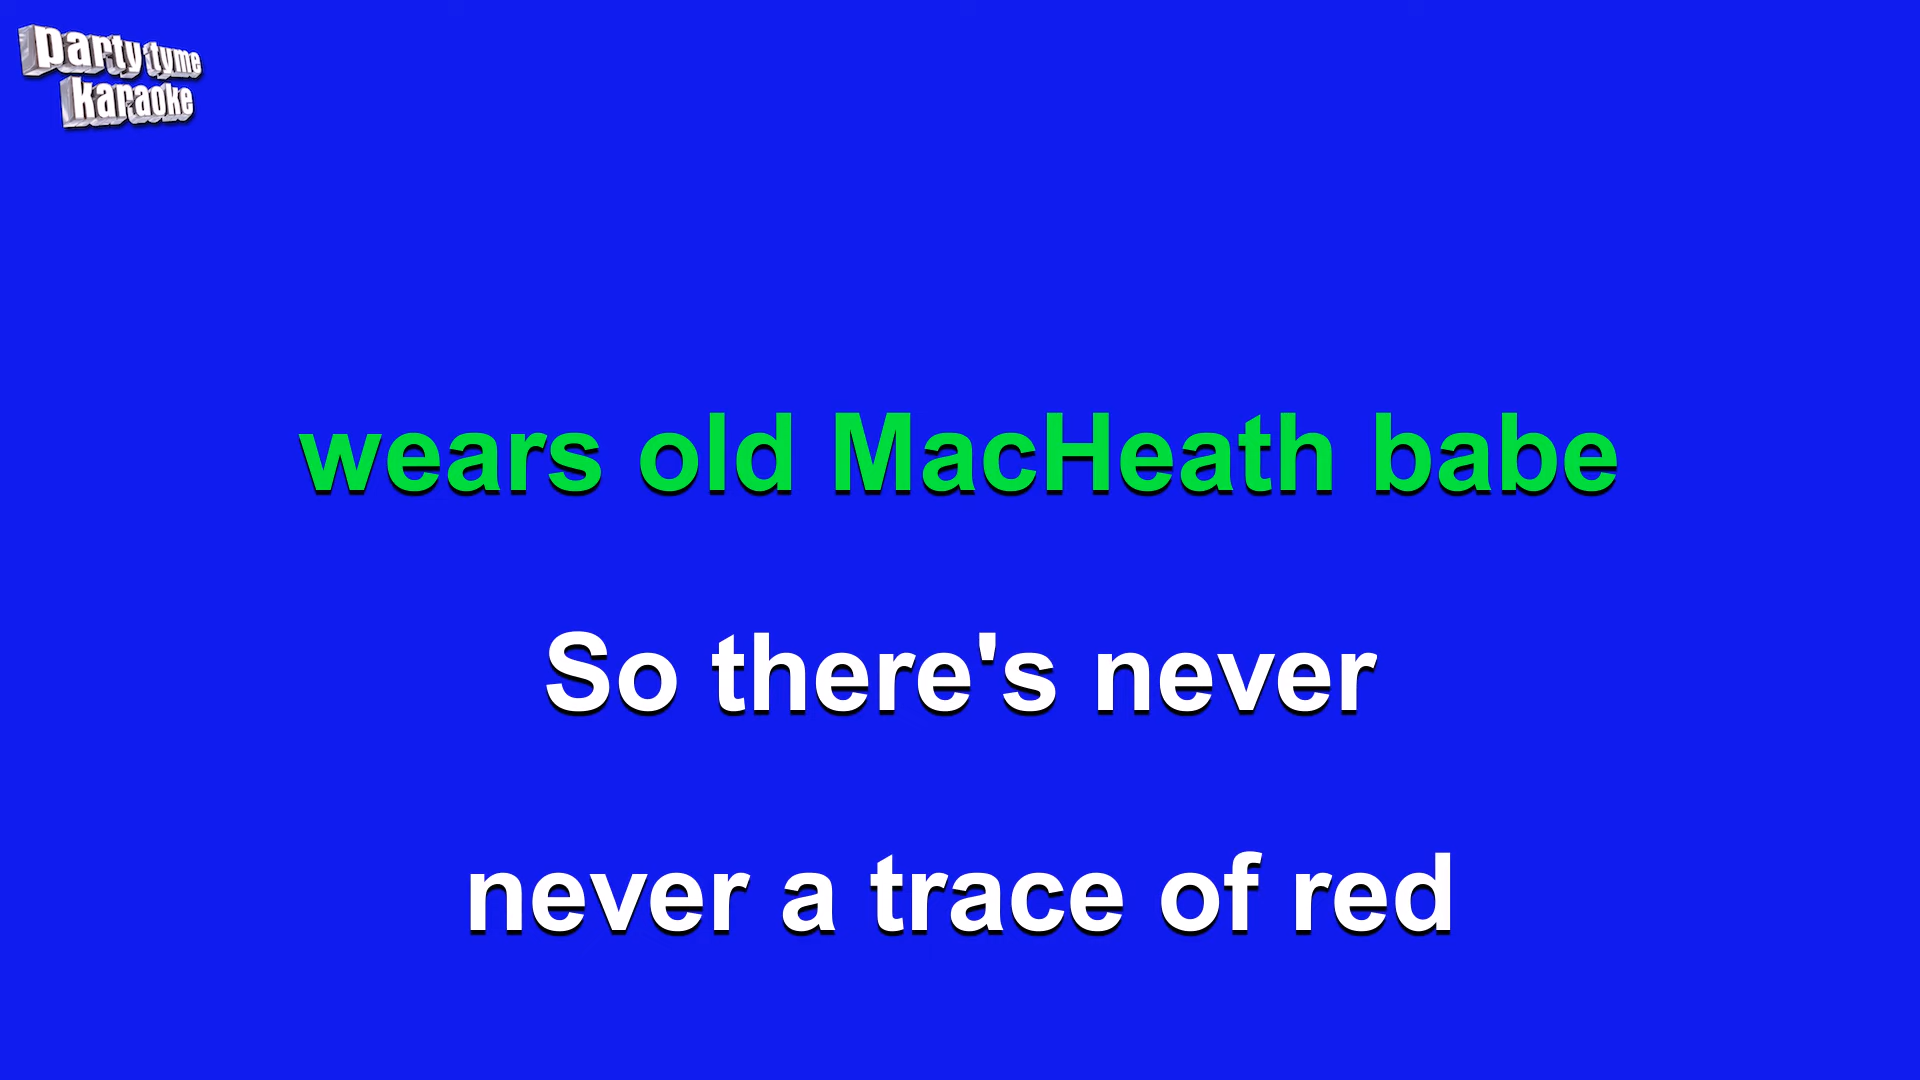 party tyme
karaoke
wears old MacHeath babe
So there's never
never a trace of red